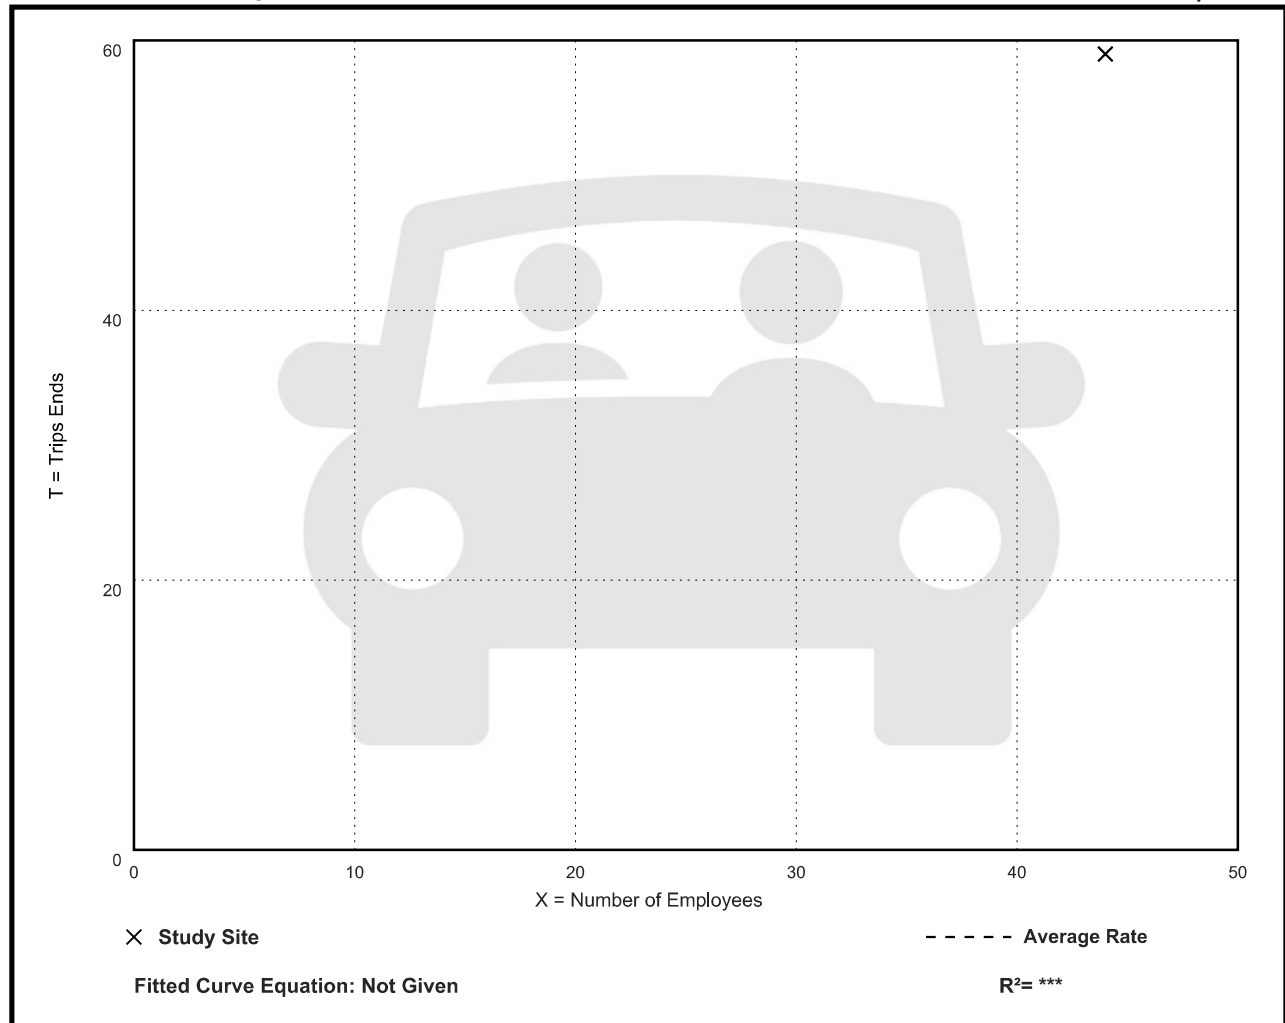 60
40
20
0
T = Trips Ends
0 10 20 30 40 50
X = Number of Employees
Study Site
Average Rate
Fitted Curve Equation: Not Given
R²= ***